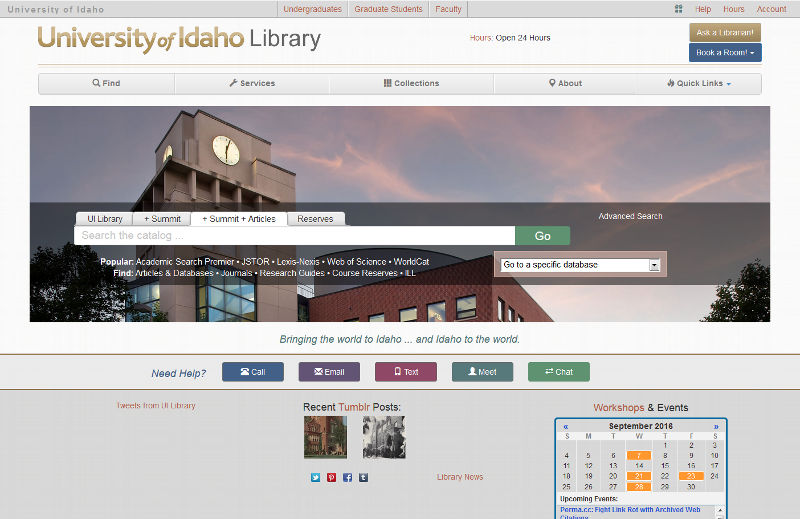 University of Idaho
Undergraduates Graduate Students Faculty
Help Hours Account
University of Idaho Library
Hours: Open 24 Hours
Ask a Librarian!
Book a Room!
Find Services Collections About Quick Links
UI Library + Summit + Summit + Articles Reserves
Advanced Search
Search the catalog ... Go
Popular: Academic Search Premier • JSTOR • Lexis-Nexis • Web of Science • WorldCat
Find: Articles & Databases • Journals • Research Guides • Course Reserves • ILL
Go to a specific database
Bringing the world to Idaho ... and Idaho to the world.
Need Help? Call Email Text Meet Chat
Tweets from UI Library
Recent Tumblr Posts:
Library News
Workshops & Events
« September 2016 »
S M T W T F S
1 2 3
4 5 6 7 8 9 10
11 12 13 14 15 16 17
18 19 20 21 22 23 24
25 26 27 28 29 30
Upcoming Events:
Perma.cc: Fight Link Rot with Archived Web
Citations